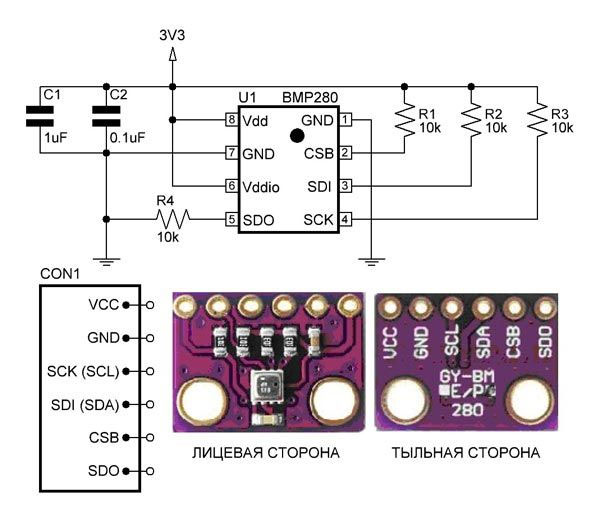 3V3
C1
1uF
C2
0.1uF
U1 BMP280
8 Vdd GND 1
7 GND CSB 2
6 Vddio SDI 3
5 SDO SCK 4
R1
10k
R2
10k
R3
10k
R4
10k
CON1
VCC
GND
SCK (SCL)
SDI (SDA)
CSB
SDO
VCC
GND
SCL
SDA
CSB
SDO
GY-BM
E/P
280
ЛИЦЕВАЯ СТОРОНА
ТЫЛЬНАЯ СТОРОНА